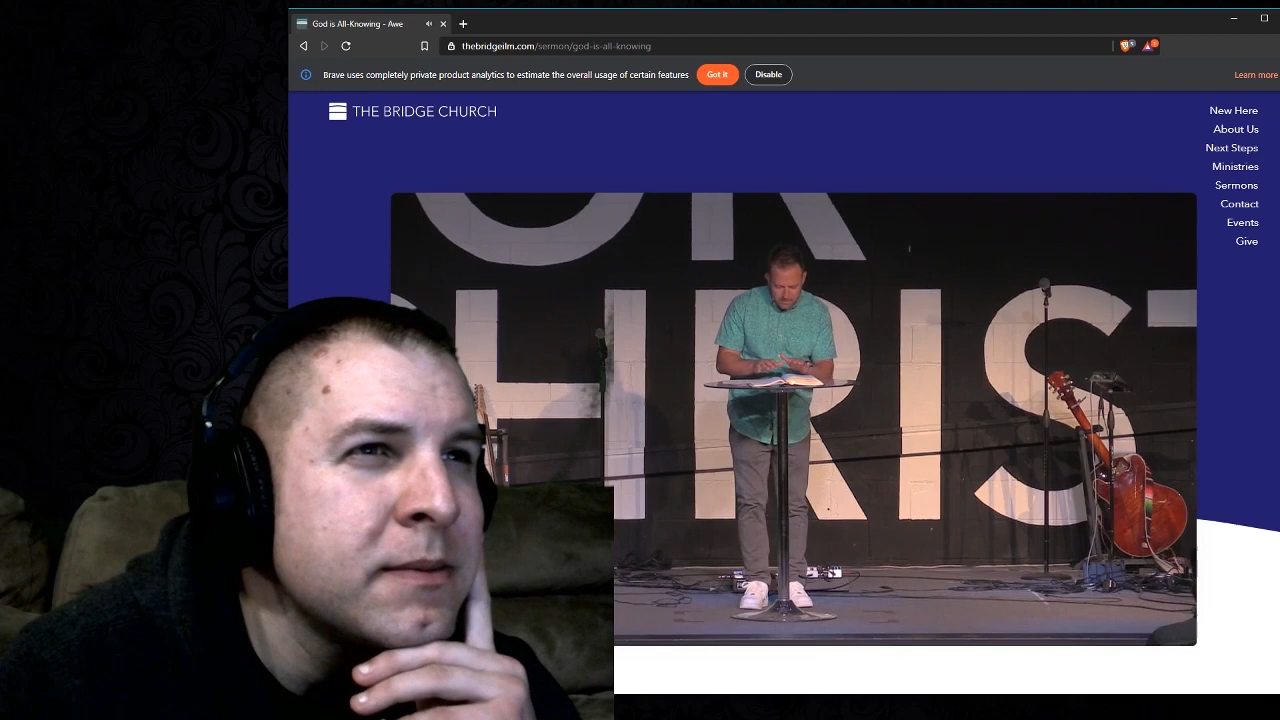 God is All-Knowing - Awe
thebridgeilm.com/sermon/god-is-all-knowing
Brave uses completely private product analytics to estimate the overall usage of certain features
Got it
Disable
Learn more
THE BRIDGE CHURCH
New Here
About Us
Next Steps
Ministries
Sermons
Contact
Events
Give
OR
CHRIST